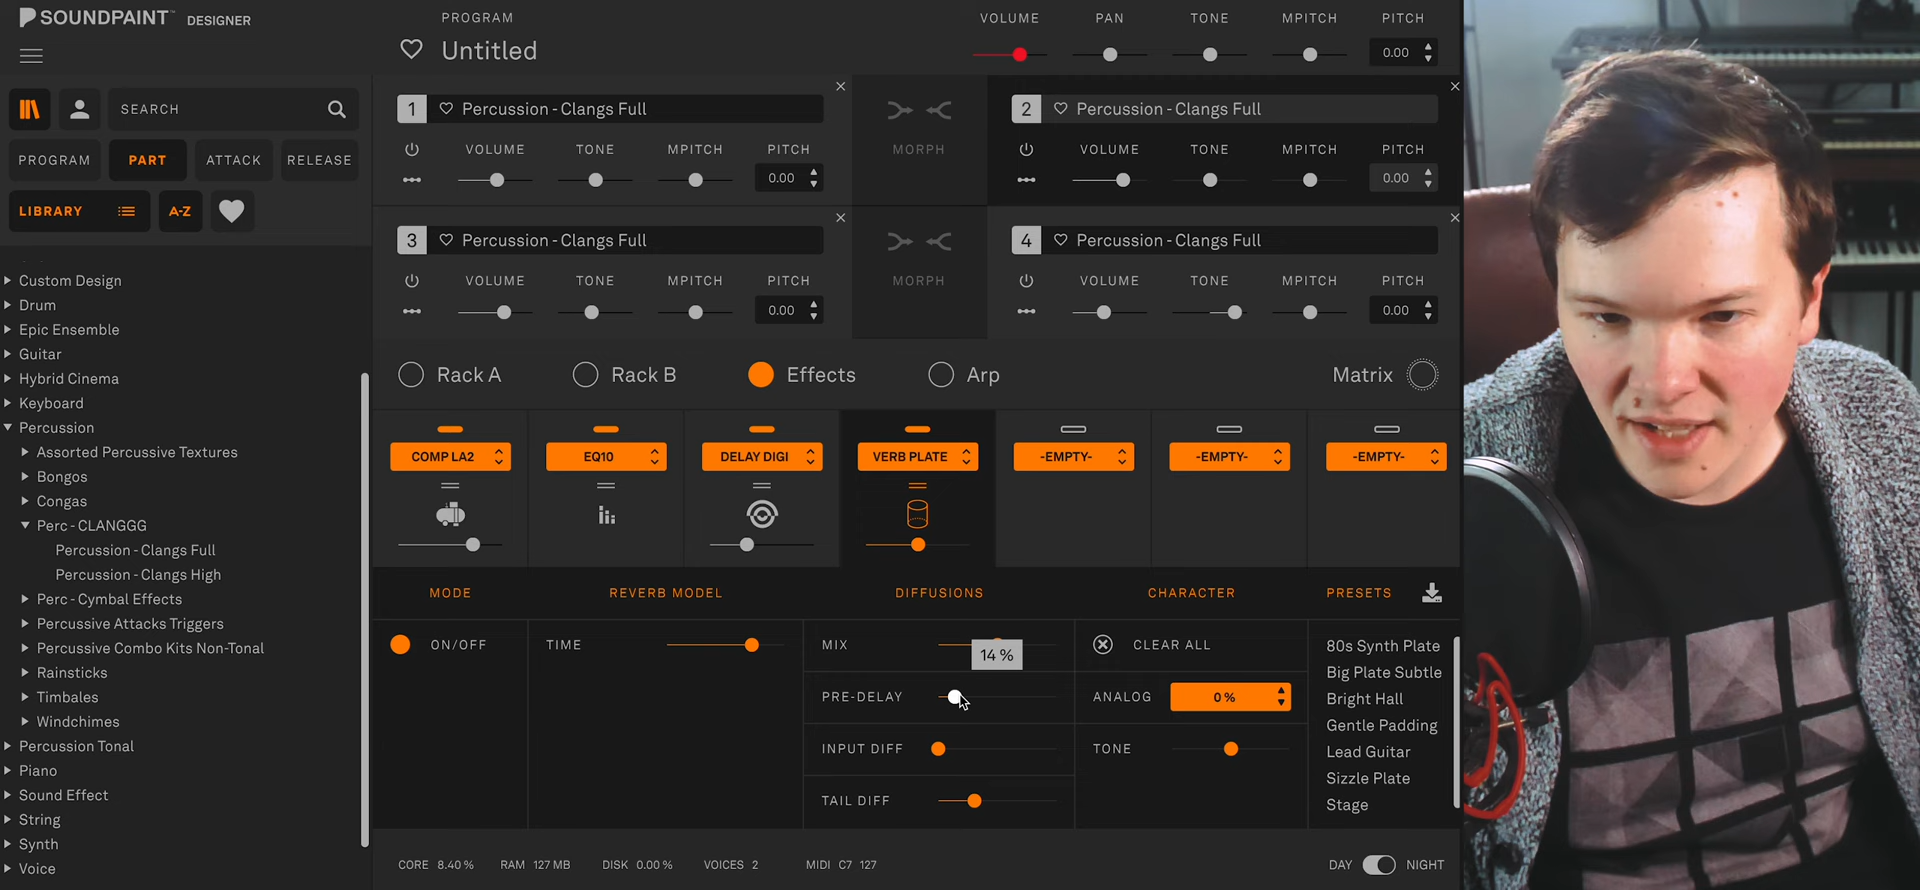 SOUNDPAINT™ DESIGNER
PROGRAM
Untitled
VOLUME PAN TONE MPITCH PITCH
0.00
SEARCH
PROGRAM PART ATTACK RELEASE
LIBRARY A-Z
Custom Design
Drum
Epic Ensemble
Guitar
Hybrid Cinema
Keyboard
Percussion
Assorted Percussive Textures
Bongos
Congas
Perc - CLANGGG
Percussion - Clangs Full
Percussion - Clangs High
Perc - Cymbal Effects
Percussive Attacks Triggers
Percussive Combo Kits Non-Tonal
Rainsticks
Timbales
Windchimes
Percussion Tonal
Piano
Sound Effect
String
Synth
Voice
1 Percussion - Clangs Full
VOLUME TONE MPITCH PITCH
0.00
MORPH
2 Percussion - Clangs Full
VOLUME TONE MPITCH PITCH
0.00
3 Percussion - Clangs Full
VOLUME TONE MPITCH PITCH
0.00
MORPH
4 Percussion - Clangs Full
VOLUME TONE MPITCH PITCH
0.00
Rack A Rack B Effects Arp Matrix
COMP LA2 EQ10 DELAY DIGI VERB PLATE -EMPTY- -EMPTY- -EMPTY-
MODE REVERB MODEL DIFFUSIONS CHARACTER PRESETS
ON/OFF
TIME
MIX
14 %
PRE-DELAY
INPUT DIFF
TAIL DIFF
CLEAR ALL
ANALOG 0 %
TONE
80s Synth Plate
Big Plate Subtle
Bright Hall
Gentle Padding
Lead Guitar
Sizzle Plate
Stage
CORE 8.40 % RAM 127 MB DISK 0.00 % VOICES 2 MIDI C7 127
DAY NIGHT